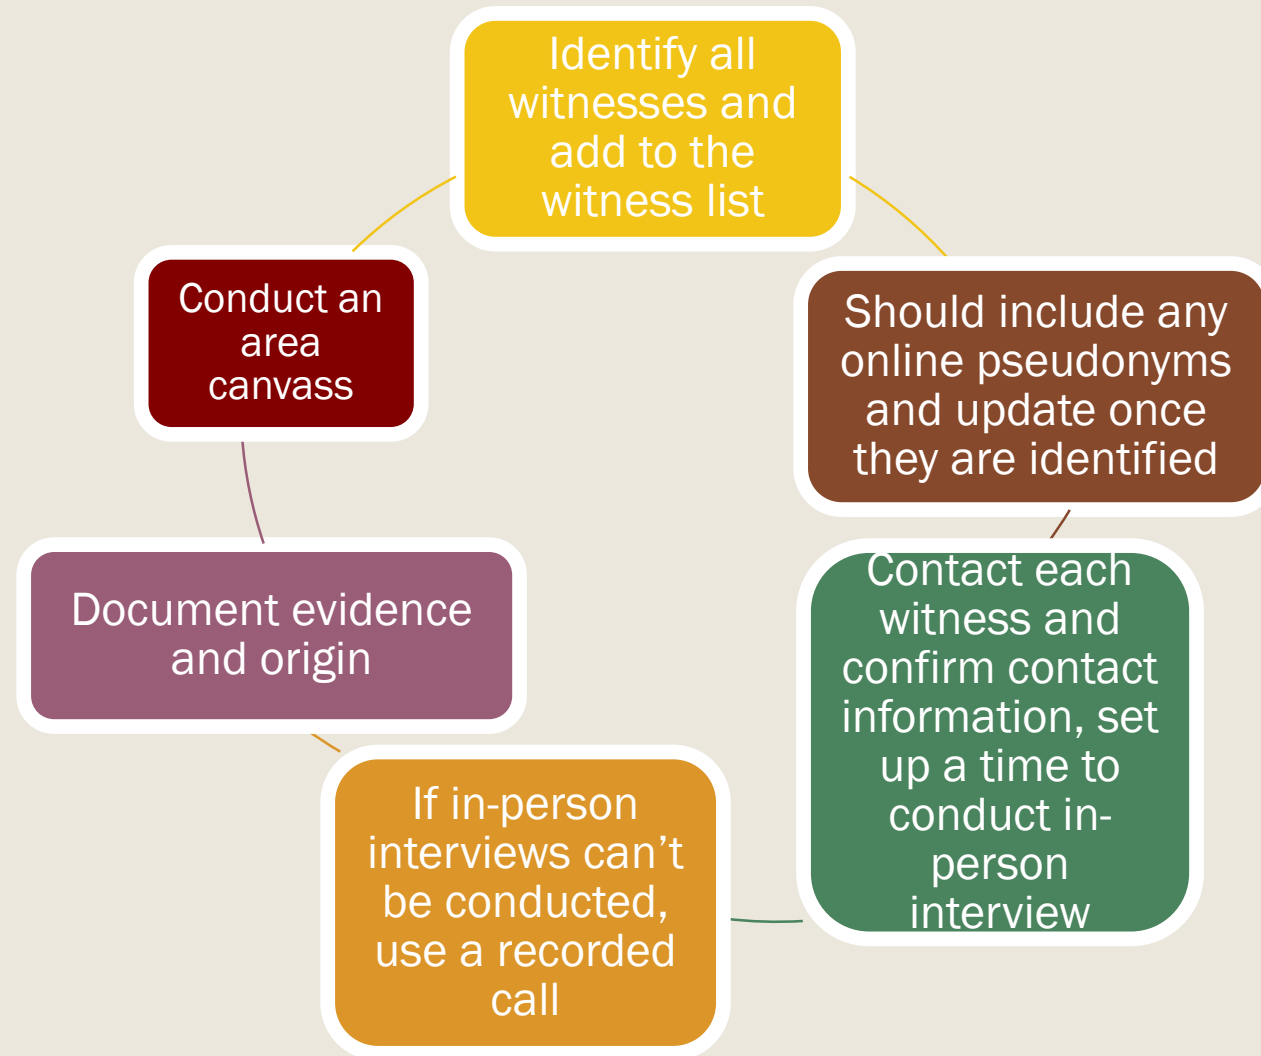 Identify all
witnesses and
add to the
witness list
Should include any
online pseudonyms
and update once
they are identified
Contact each
witness and
confirm contact
information, set
up a time to
conduct in-
person
interview
If in-person
interviews can’t
be conducted,
use a recorded
call
Document evidence
and origin
Conduct an
area
canvass